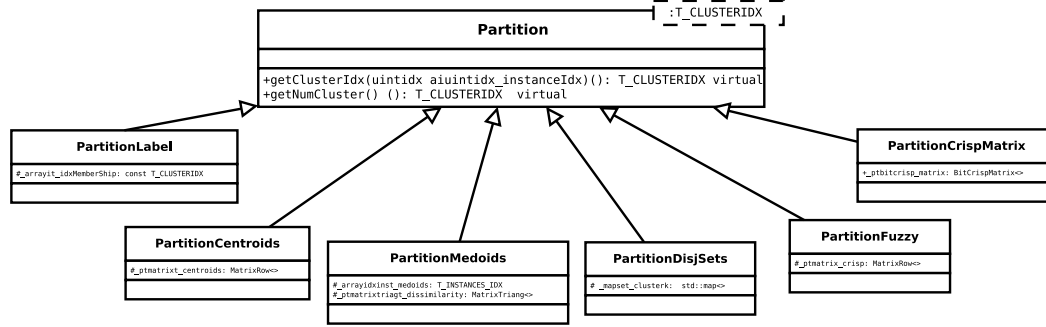 :T_CLUSTERIDX
Partition
+getClusterIdx(uintidx aiuintidx_instanceIdx)(): T_CLUSTERIDX virtual
+getNumCluster() (): T_CLUSTERIDX virtual
PartitionLabel
#_arrayit_idxMemberShip: const T_CLUSTERIDX
PartitionCrispMatrix
+_ptbitcrisp_matrix: BitCrispMatrix<>
PartitionCentroids
#_ptmatrixt_centroids: MatrixRow<>
PartitionMedoids
#_arrayidxinst_medoids: T_INSTANCES_IDX
#_ptmatrixtriagt_dissimilarity: MatrixTriang<>
PartitionDisjSets
# _mapset_clusterk: std::map<>
PartitionFuzzy
#_ptmatrix_crisp: MatrixRow<>